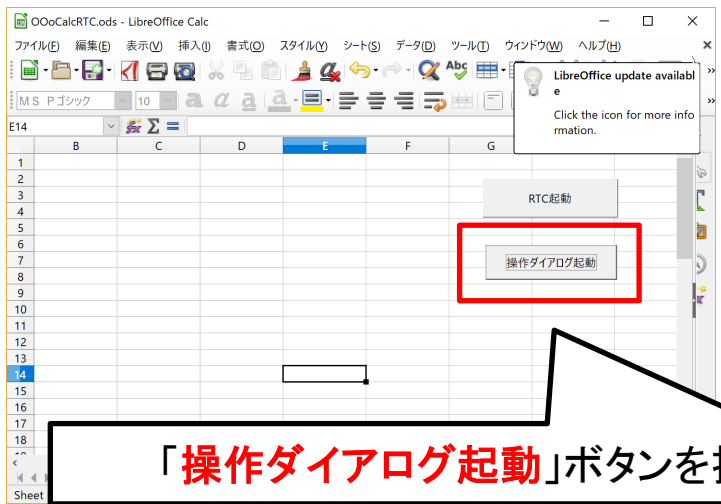 OOoCalcRTC.ods - LibreOffice Calc
ファイル(F) 編集(E) 表示(V) 挿入(I) 書式(O) スタイル(Y) シート(S) データ(D) ツール(T) ウィンドウ(W) ヘルプ(H)
LibreOffice update availabl
e
Click the icon for more info
rmation.
ＭＳ Ｐゴシック 10
E14
B C D E F G
1
2
3
RTC起動
4
5
6
7
操作ダイアログ起動
8
9
10
11
12
13
14
15
16
17
18
「操作ダイアログ起動」ボタンを
Sheet